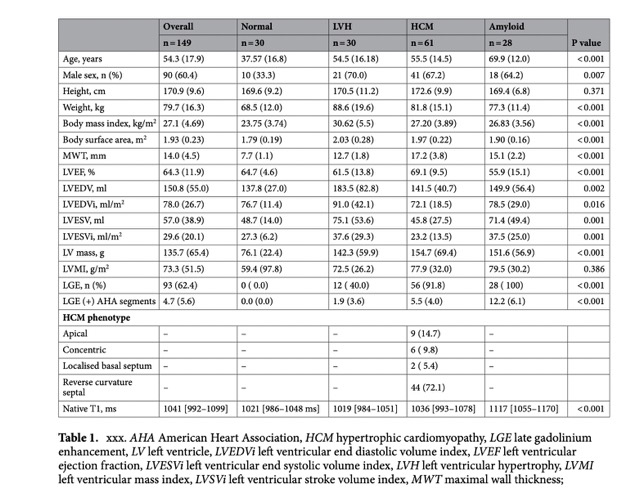 Overall Normal LVH HCM Amyloid
n=149 n=30 n=30 n=61 n=28 P value
Age, years 54.3 (17.9) 37.57 (16.8) 54.5 (16.18) 55.5 (14.5) 69.9 (12.0) <0.001
Male sex, n (%) 90 (60.4) 10 (33.3) 21 (70.0) 41 (67.2) 18 (64.2) 0.007
Height, cm 170.9 (9.6) 169.6 (9.2) 170.5 (11.2) 172.6 (9.9) 169.4 (6.8) 0.371
Weight, kg 79.7 (16.3) 68.5 (12.0) 88.6 (19.6) 81.8 (15.1) 77.3 (11.4) <0.001
Body mass index, kg/m² 27.1 (4.69) 23.75 (3.74) 30.62 (5.5) 27.20 (3.89) 26.83 (3.56) <0.001
Body surface area, m² 1.93 (0.23) 1.79 (0.19) 2.03 (0.28) 1.97 (0.22) 1.90 (0.16) <0.001
MWT, mm 14.0 (4.5) 7.7 (1.1) 12.7 (1.8) 17.2 (3.8) 15.1 (2.2) <0.001
LVEF, % 64.3 (11.9) 64.7 (4.6) 61.5 (13.8) 69.1 (9.5) 55.9 (15.1) <0.001
LVEDV, ml 150.8 (55.0) 137.8 (27.0) 183.5 (82.8) 141.5 (40.7) 149.9 (56.4) 0.002
LVEDVi, ml/m² 78.0 (26.7) 76.7 (11.4) 91.0 (42.1) 72.1 (18.5) 78.5 (29.0) 0.016
LVESV, ml 57.0 (38.9) 48.7 (14.0) 75.1 (53.6) 45.8 (27.5) 71.4 (49.4) 0.001
LVESVi, ml/m² 29.6 (20.1) 27.3 (6.2) 37.6 (29.3) 23.2 (13.5) 37.5 (25.0) 0.001
LV mass, g 135.7 (65.4) 76.1 (22.4) 142.3 (59.9) 154.7 (69.4) 151.6 (56.9) <0.001
LVMI, g/m² 73.3 (51.5) 59.4 (97.8) 72.5 (26.2) 77.9 (32.0) 79.5 (30.2) 0.386
LGE, n (%) 93 (62.4) 0 ( 0.0) 12 ( 40.0) 56 (91.8) 28 ( 100) <0.001
LGE (+) AHA segments 4.7 (5.6) 0.0 (0.0) 1.9 (3.6) 5.5 (4.0) 12.2 (6.1) <0.001
HCM phenotype
Apical – – – 9 (14.7) –
Concentric – – – 6 ( 9.8) –
Localised basal septum – – – 2 ( 5.4) –
Reverse curvature
septal – – – 44 (72.1) –
Native T1, ms 1041 [992–1099] 1021 [986–1048 ms] 1019 [984–1051] 1036 [993–1078] 1117 [1055–1170] <0.001
Table 1. xxx. AHA American Heart Association, HCM hypertrophic cardiomyopathy, LGE late gadolinium
enhancement, LV left ventricle, LVEDVi left ventricular end diastolic volume index, LVEF left ventricular
ejection fraction, LVESVi left ventricular end systolic volume index, LVH left ventricular hypertrophy, LVMI
left ventricular mass index, LVSVi left ventricular stroke volume index, MWT maximal wall thickness;